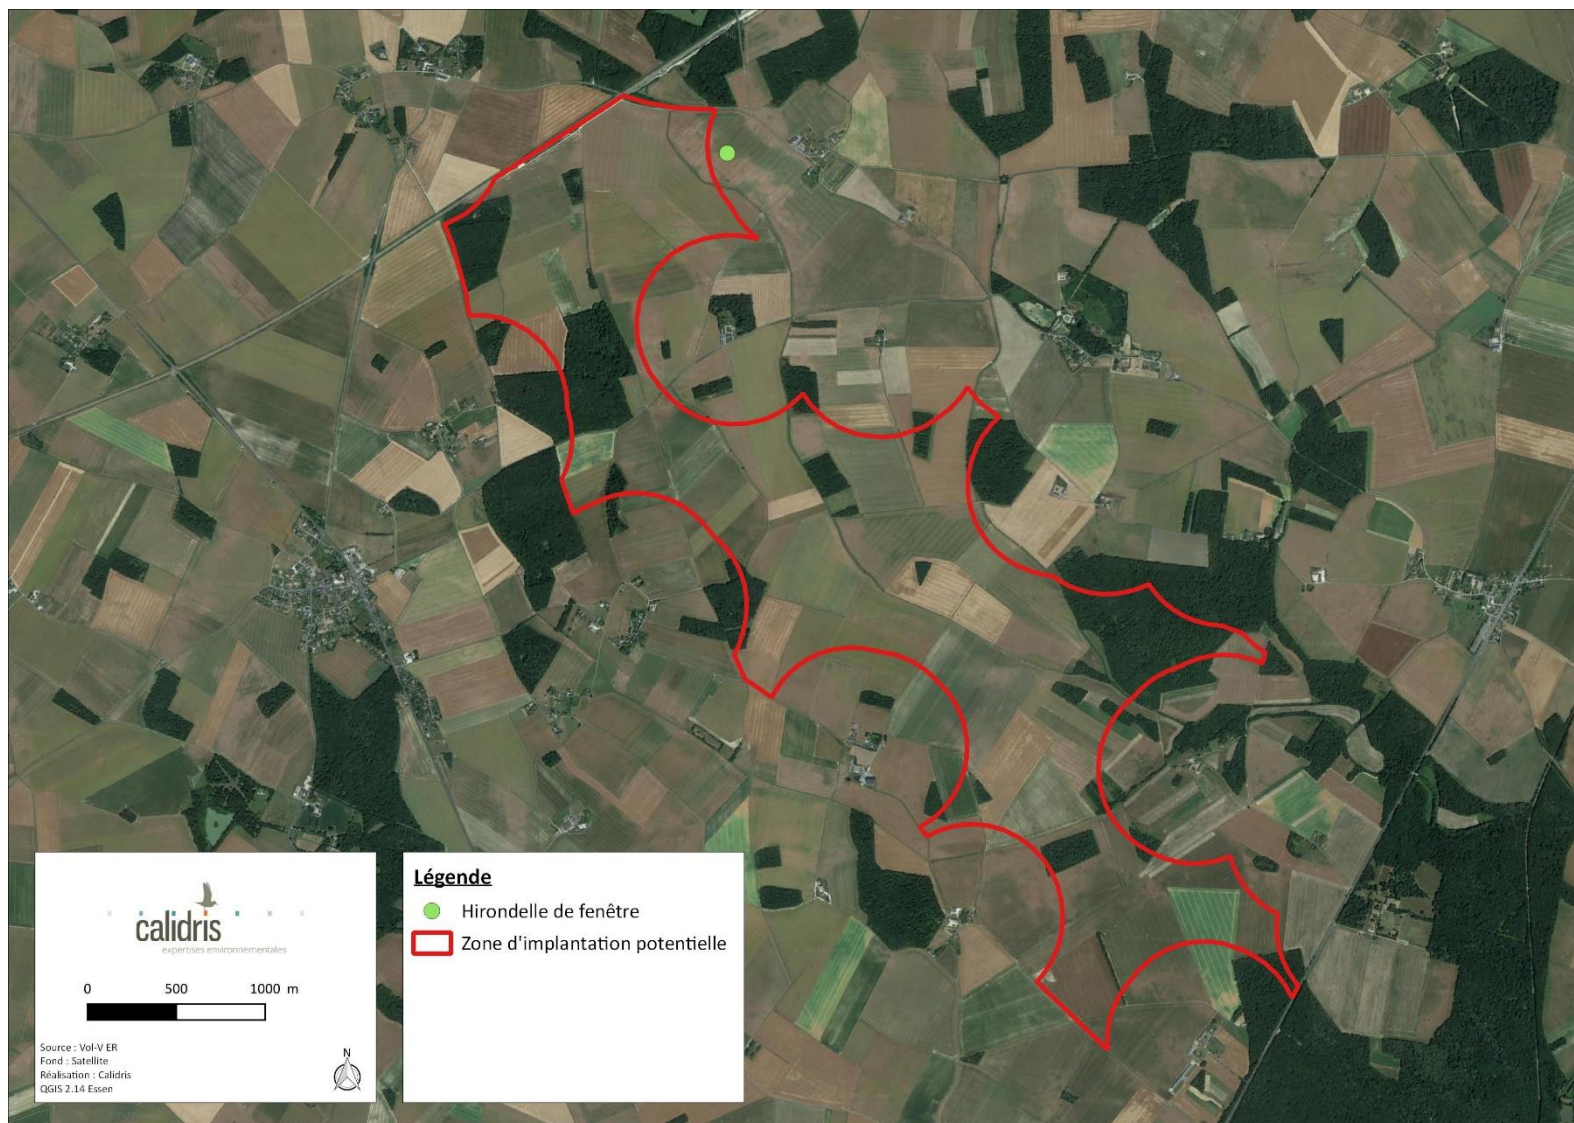 calidris
expertises environnementales
0 500 1000 m
Source : Vol-V ER
Fond : Satellite
Réalisation : Calidris
QGIS 2.14 Essen
N
Légende
Hirondelle de fenêtre
Zone d'implantation potentielle